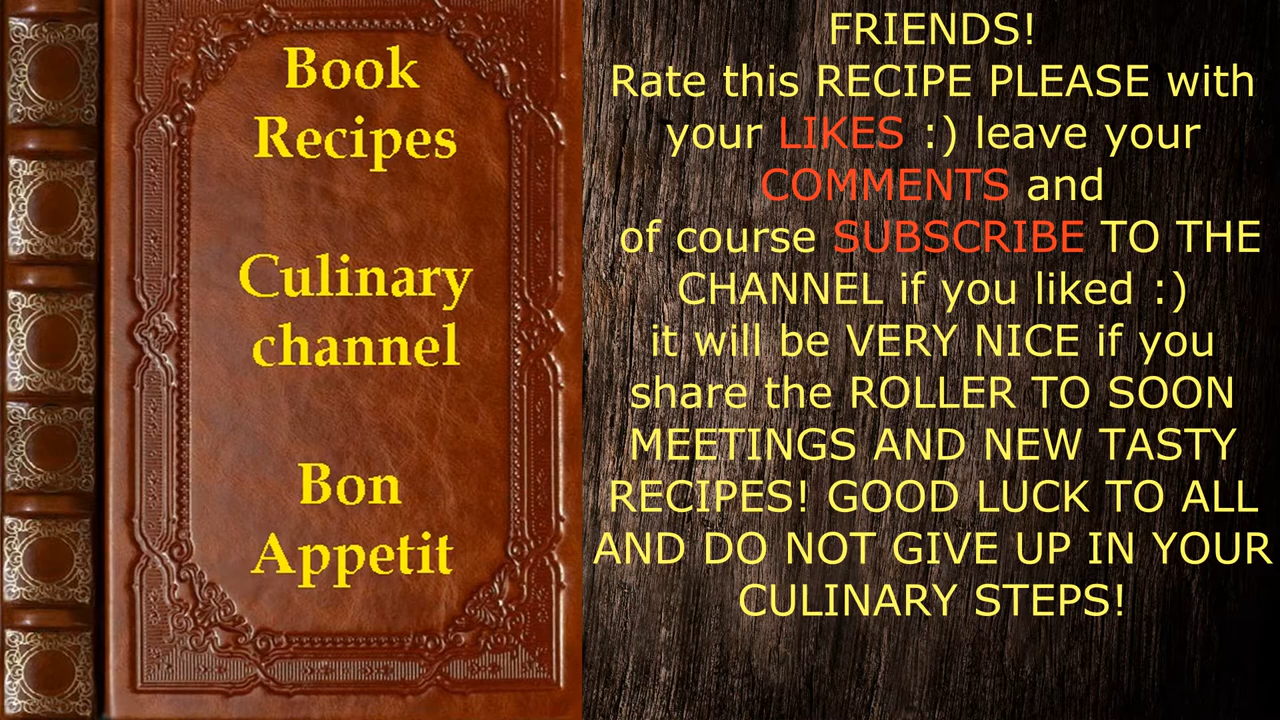 Book
Recipes
Culinary
channel
Bon
Appetit
FRIENDS!
Rate this RECIPE PLEASE with
your LIKES :) leave your
COMMENTS and
of course SUBSCRIBE TO THE
CHANNEL if you liked :)
it will be VERY NICE if you
share the ROLLER TO SOON
MEETINGS AND NEW TASTY
RECIPES! GOOD LUCK TO ALL
AND DO NOT GIVE UP IN YOUR
CULINARY STEPS!